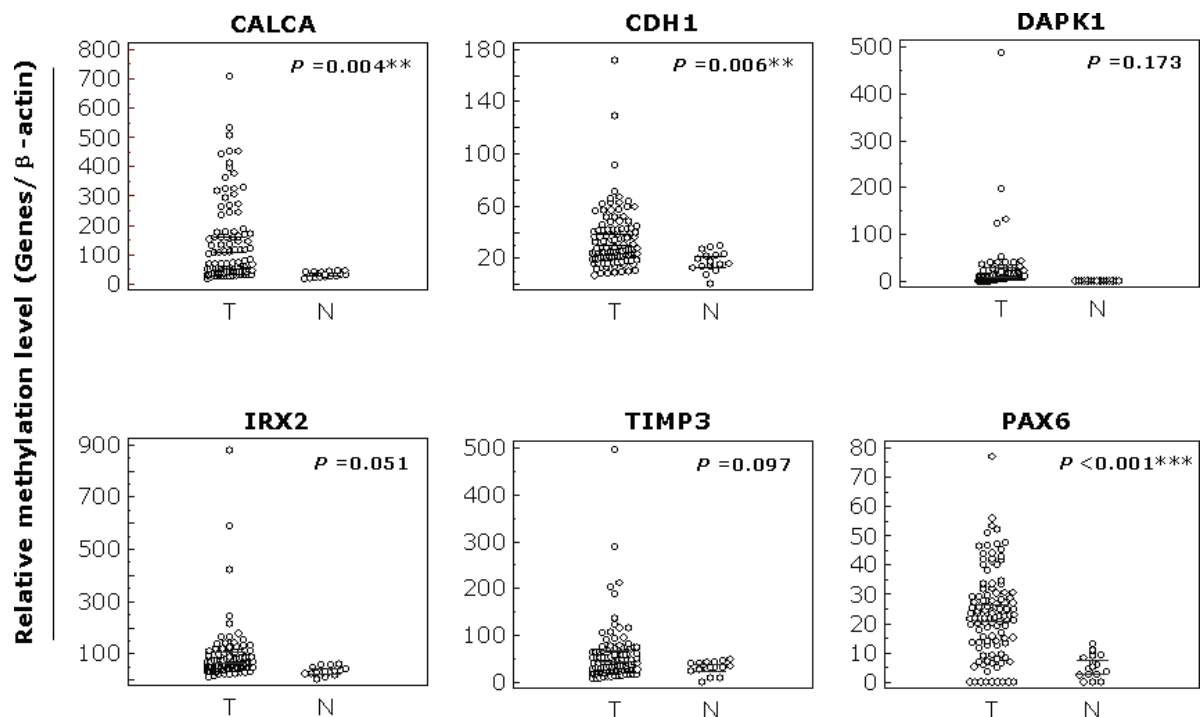 Relative methylation level (Genes/ β-actin)
CALCA
800
700
600
500
400
300
200
100
0
P =0.004**
T N
CDH1
180
140
100
60
20
P =0.006**
T N
DAPK1
500
400
300
200
100
0
P =0.173
T N
IRX2
900
700
500
300
100
P =0.051
T N
TIMP3
500
400
300
200
100
0
P =0.097
T N
PAX6
80
70
60
50
40
30
20
10
0
P <0.001***
T N